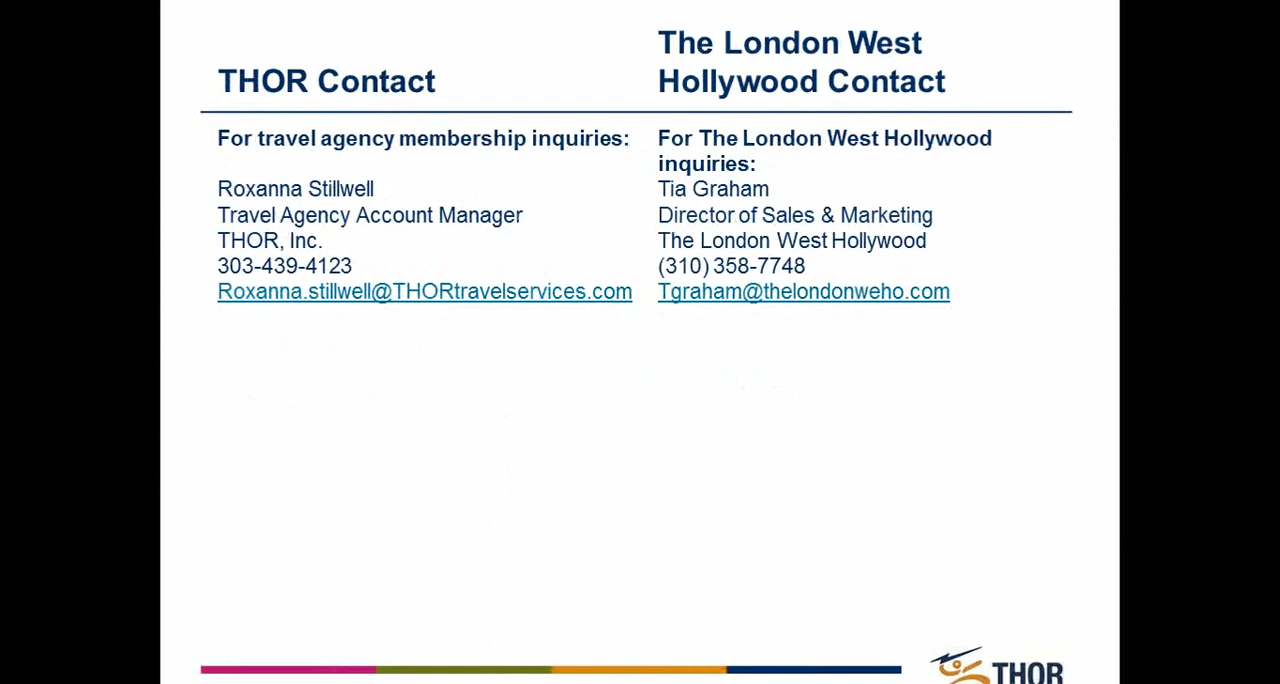 THOR Contact
The London West
Hollywood Contact
For travel agency membership inquiries:
Roxanna Stillwell
Travel Agency Account Manager
THOR, Inc.
303-439-4123
Roxanna.stillwell@THORtravelservices.com
For The London West Hollywood
inquiries:
Tia Graham
Director of Sales & Marketing
The London West Hollywood
(310) 358-7748
Tgraham@thelondonweho.com
THOR